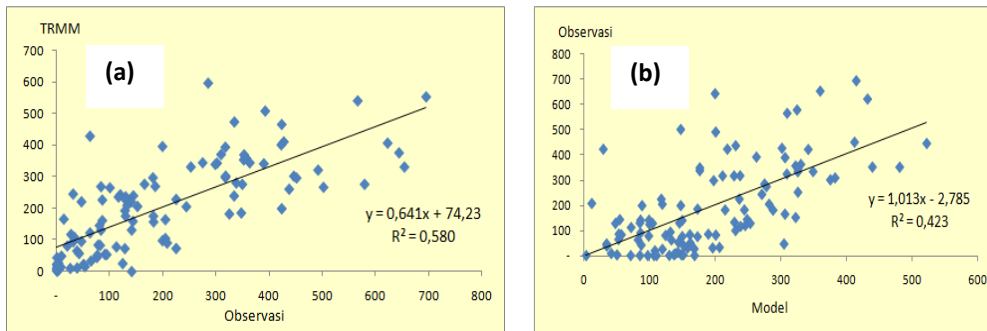 TRMM
(a)
700
600
500
400
300
200
100
0
y = 0,641x + 74,23
R² = 0,580
- 100 200 300 400 500 600 700 800
Observasi
Observasi
(b)
800
700
600
500
400
300
200
100
-
y = 1,013x - 2,785
R² = 0,423
- 100 200 300 400 500 600
Model